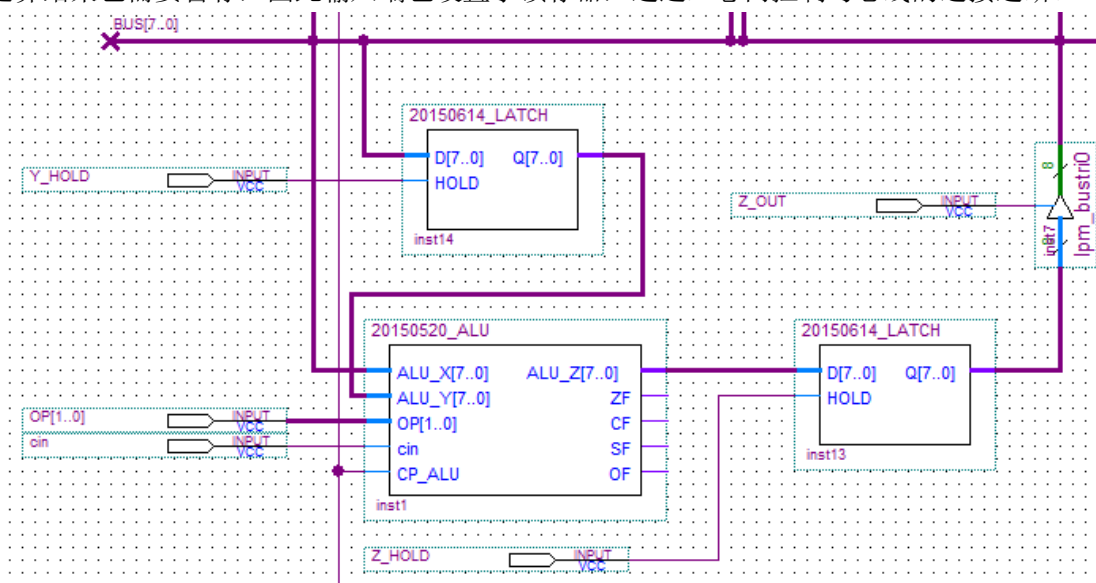 BUS[7..0]
20150614_LATCH
D[7..0] Q[7..0]
HOLD
inst14
Y_HOLD
INPUT
VCC
Z_OUT
INPUT
VCC
8
8
inst7
lpm_bustri0
20150520_ALU
ALU_X[7..0] ALU_Z[7..0]
ALU_Y[7..0] ZF
OP[1..0] CF
cin SF
CP_ALU OF
inst1
OP[1..0]
INPUT
VCC
cin
INPUT
VCC
20150614_LATCH
D[7..0] Q[7..0]
HOLD
inst13
Z_HOLD
INPUT
VCC